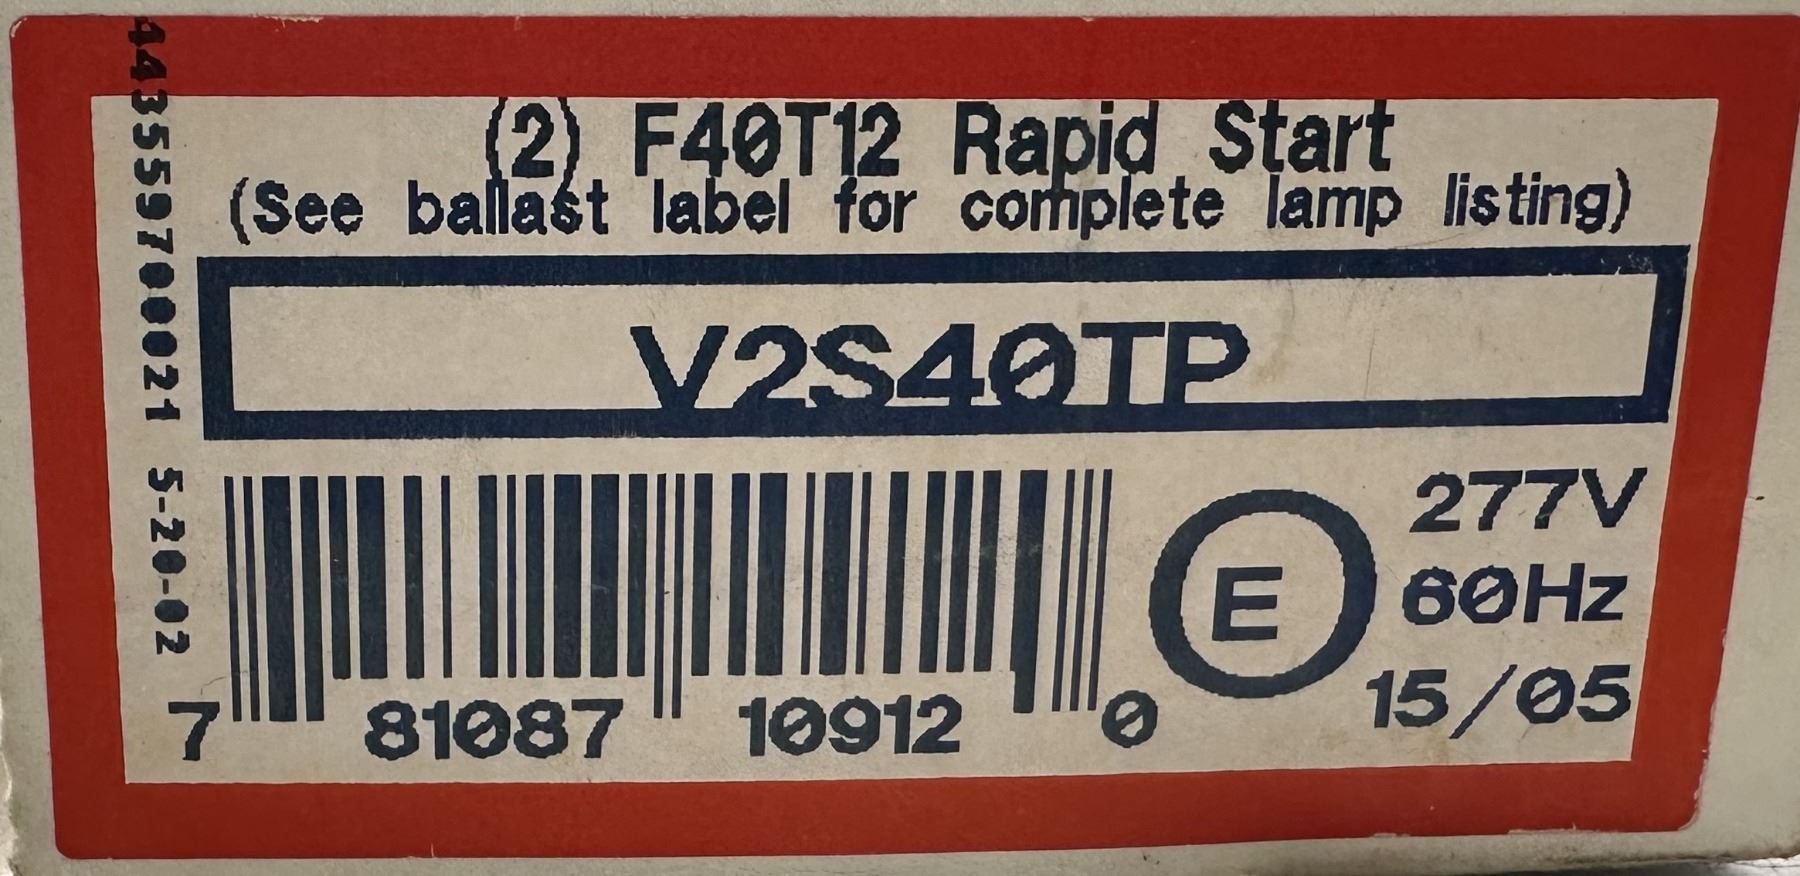 (2) F40T12 Rapid Start
(See ballast label for complete lamp listing)
V2S40TP
7 81087 10912 0
E
277V
60Hz
15/05
4435597000021 5-20-02